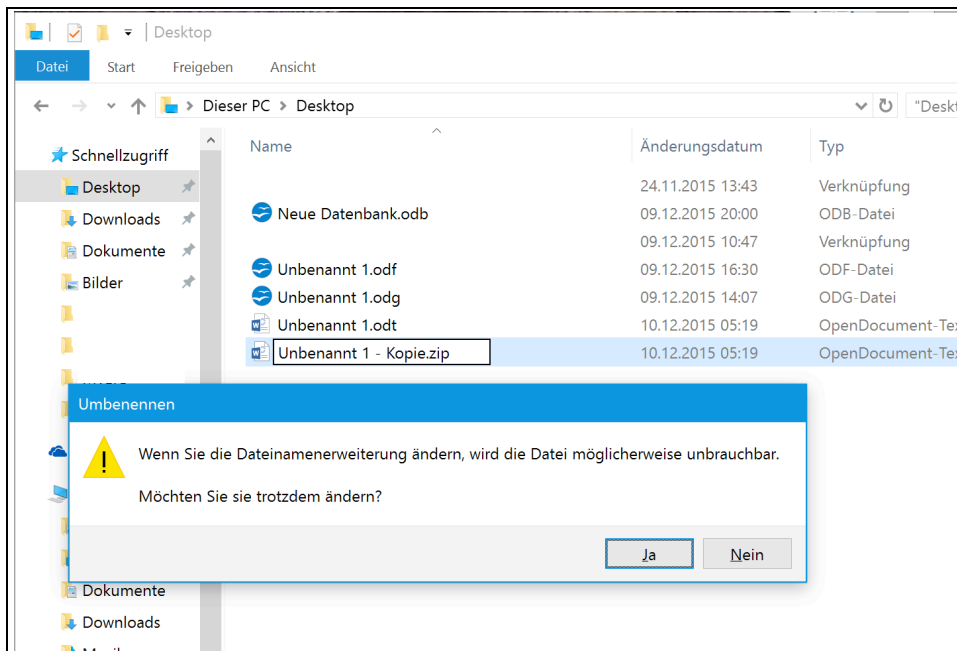 Desktop
Datei Start Freigeben Ansicht
Dieser PC > Desktop "Deskt
Name Änderungsdatum Typ
Schnellzugriff
Desktop
Downloads
Dokumente
Bilder
24.11.2015 13:43 Verknüpfung
Neue Datenbank.odb 09.12.2015 20:00 ODB-Datei
09.12.2015 10:47 Verknüpfung
Unbenannt 1.odf 09.12.2015 16:30 ODF-Datei
Unbenannt 1.odg 09.12.2015 14:07 ODG-Datei
Unbenannt 1.odt 10.12.2015 05:19 OpenDocument-Te
Unbenannt 1 - Kopie.zip 10.12.2015 05:19 OpenDocument-Te
Umbenennen
Wenn Sie die Dateinamenerweiterung ändern, wird die Datei möglicherweise unbrauchbar.
Möchten Sie sie trotzdem ändern?
Ja Nein
Dokumente
Downloads